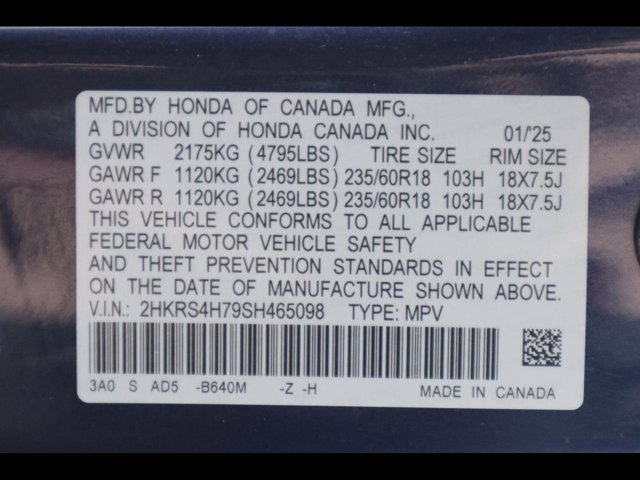 MFD.BY HONDA OF CANADA MFG.,
A DIVISION OF HONDA CANADA INC. 01/'25
GVWR 2175KG (4795LBS) TIRE SIZE RIM SIZE
GAWR F 1120KG (2469LBS) 235/60R18 103H 18X7.5J
GAWR R 1120KG (2469LBS) 235/60R18 103H 18X7.5J
THIS VEHICLE CONFORMS TO ALL APPLICABLE
FEDERAL MOTOR VEHICLE SAFETY
AND THEFT PREVENTION STANDARDS IN EFFECT
ON THE DATE OF MANUFACTURE SHOWN ABOVE.
V.I.N.: 2HKRS4H79SH465098 TYPE: MPV
3A0 S AD5 -B640M -Z -H MADE IN CANADA